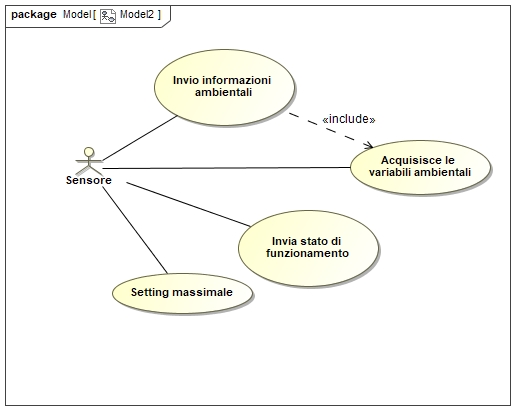 package Model [ Model2 ]
Invio informazioni
ambientali
«include»
Acquisisce le
variabili ambientali
Sensore
Invia stato di
funzionamento
Setting massimale